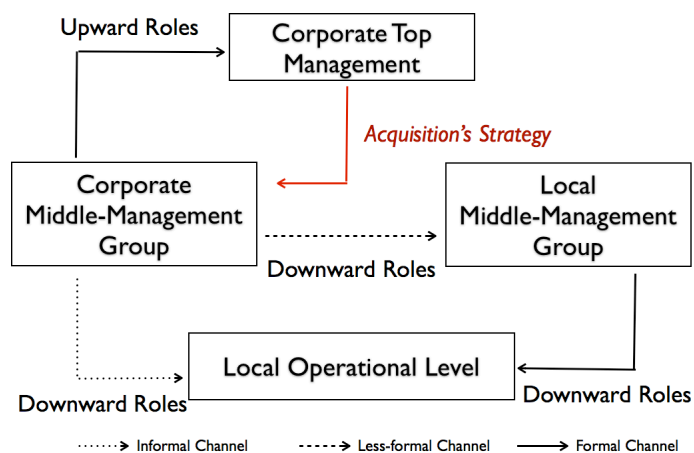 Upward Roles
Corporate Top
Management
Acquisition's Strategy
Corporate
Middle-Management
Group
Local
Middle-Management
Group
Downward Roles
Local Operational Level
Downward Roles
Downward Roles
Informal Channel
Less-formal Channel
Formal Channel